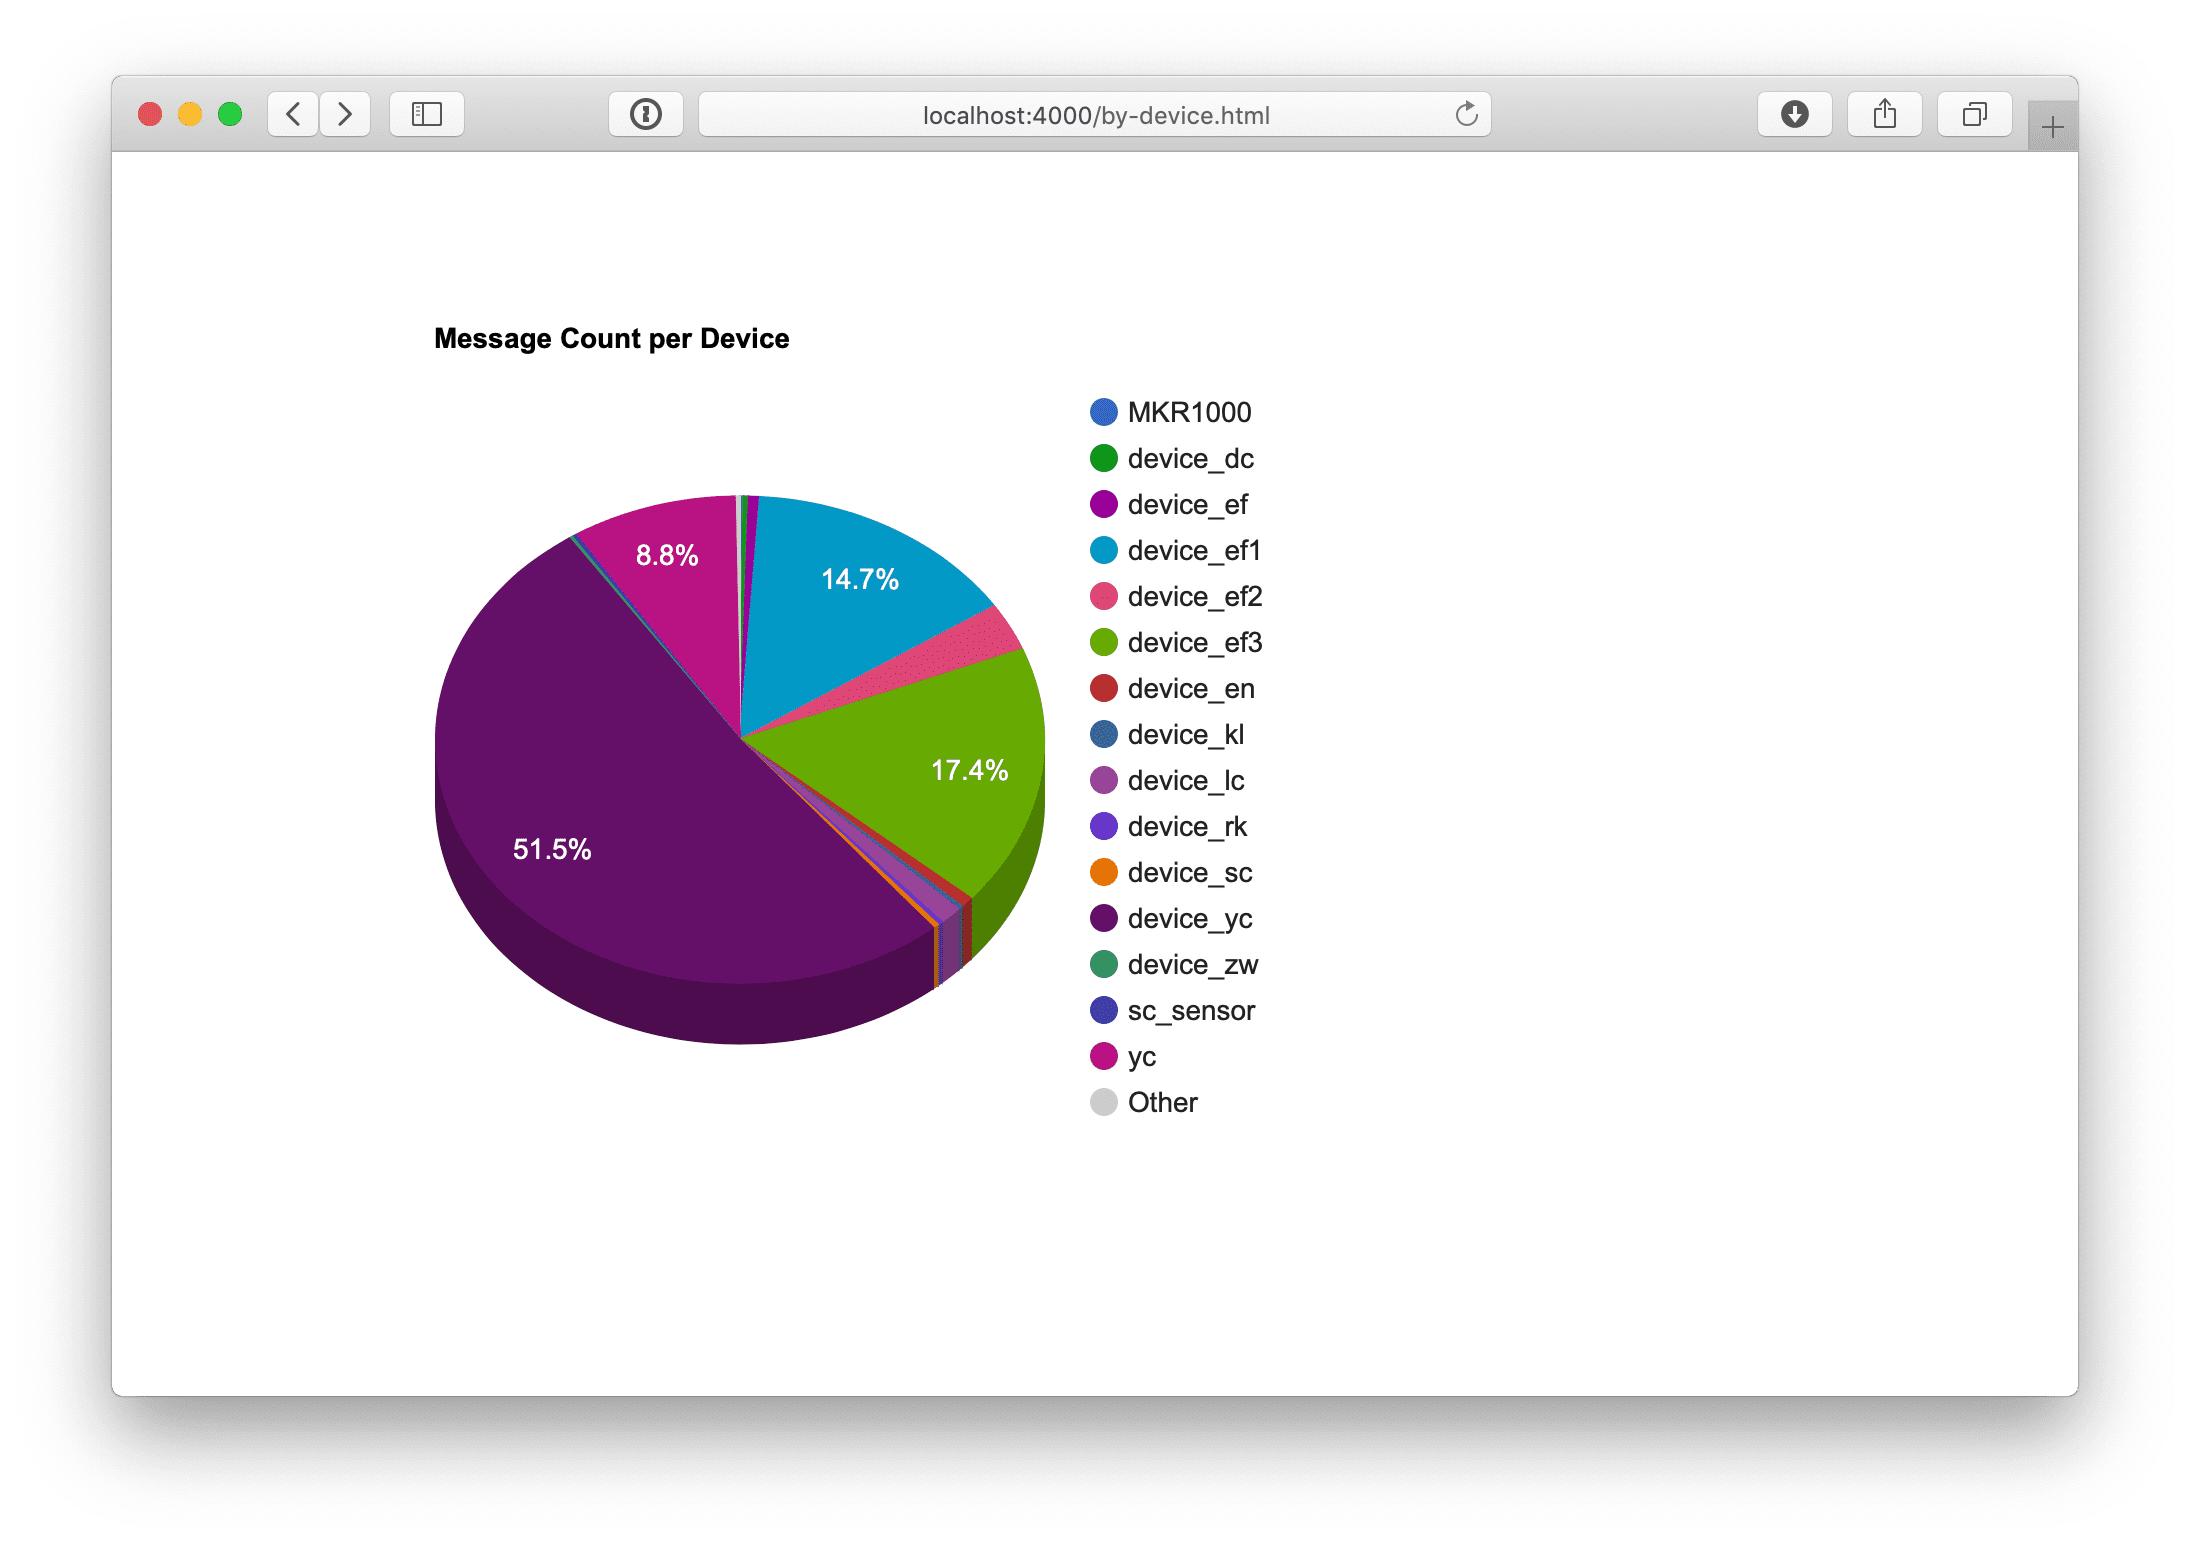 localhost:4000/by-device.html
Message Count per Device
MKR1000
device_dc
device_ef
device_ef1
device_ef2
device_ef3
device_en
device_kl
device_lc
device_rk
device_sc
device_yc
device_zw
sc_sensor
yc
Other
8.8%
14.7%
17.4%
51.5%